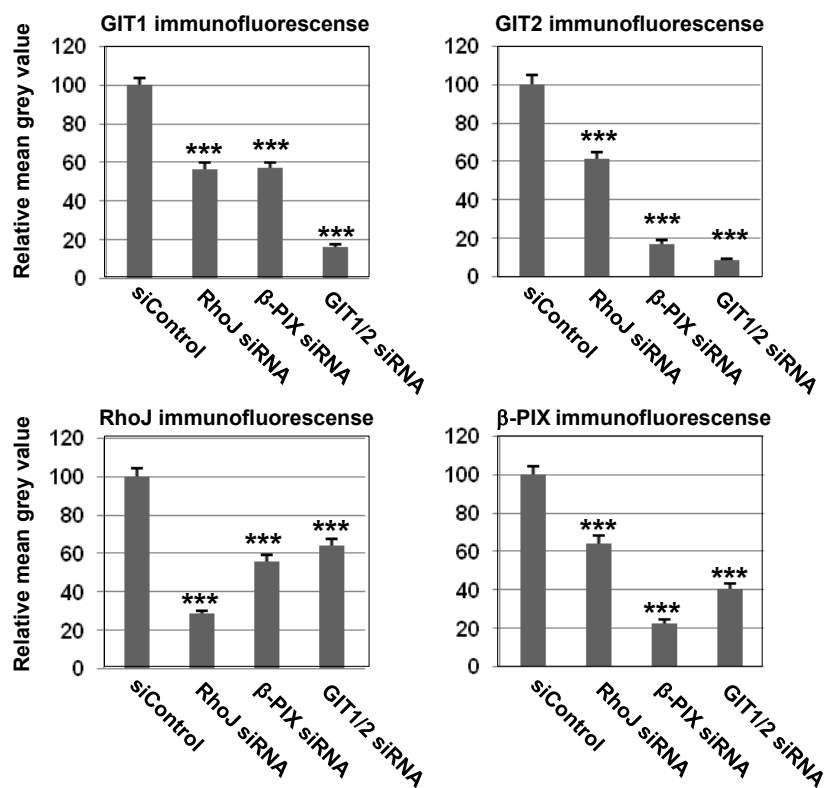 GIT1 immunofluorescense
Relative mean grey value
120
100
80
60
40
20
0
***
***
***
siControl
RhoJ siRNA
β-PIX siRNA
GIT1/2 siRNA
GIT2 immunofluorescense
120
100
80
60
40
20
0
***
***
***
siControl
RhoJ siRNA
β-PIX siRNA
GIT1/2 siRNA
RhoJ immunofluorescense
Relative mean grey value
120
100
80
60
40
20
0
***
***
***
siControl
RhoJ siRNA
β-PIX siRNA
GIT1/2 siRNA
β-PIX immunofluorescense
120
100
80
60
40
20
0
***
***
***
siControl
RhoJ siRNA
β-PIX siRNA
GIT1/2 siRNA